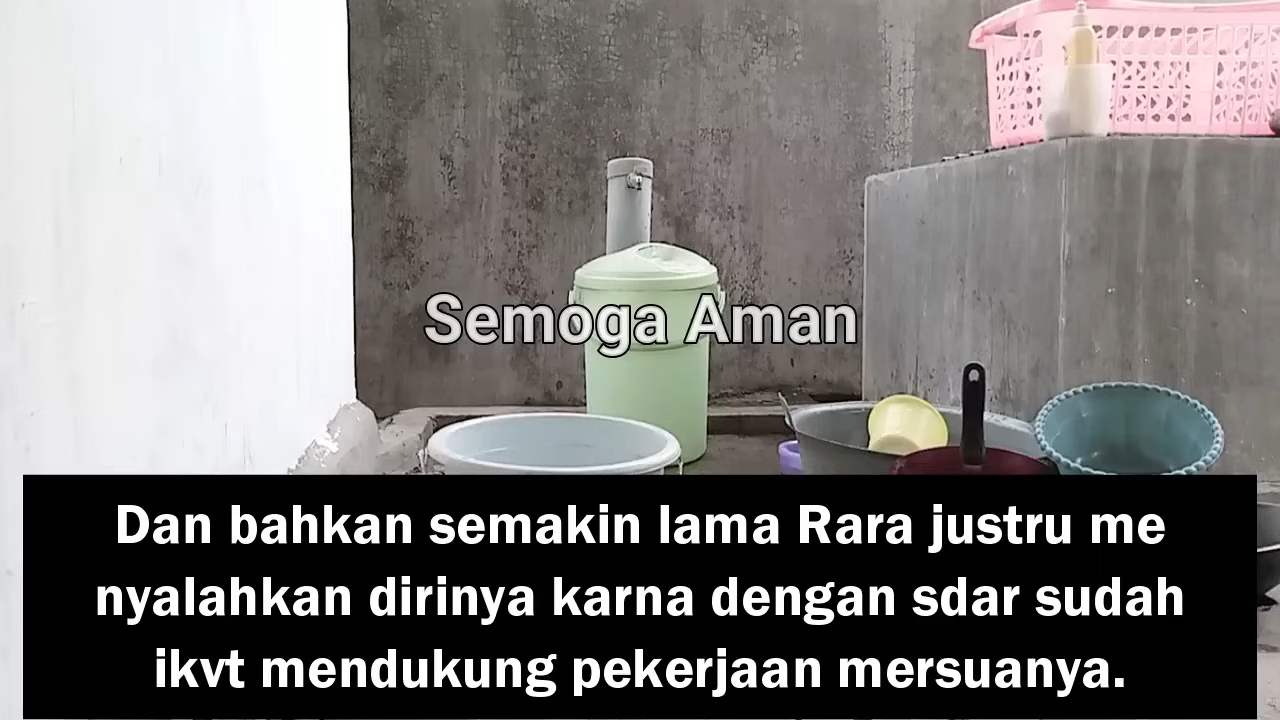 Semoga Aman
Dan bahkan semakin lama Rara justru me
nyalahkan dirinya karna dengan sdar sudah
ikvt mendukung pekerjaan mersuanya.